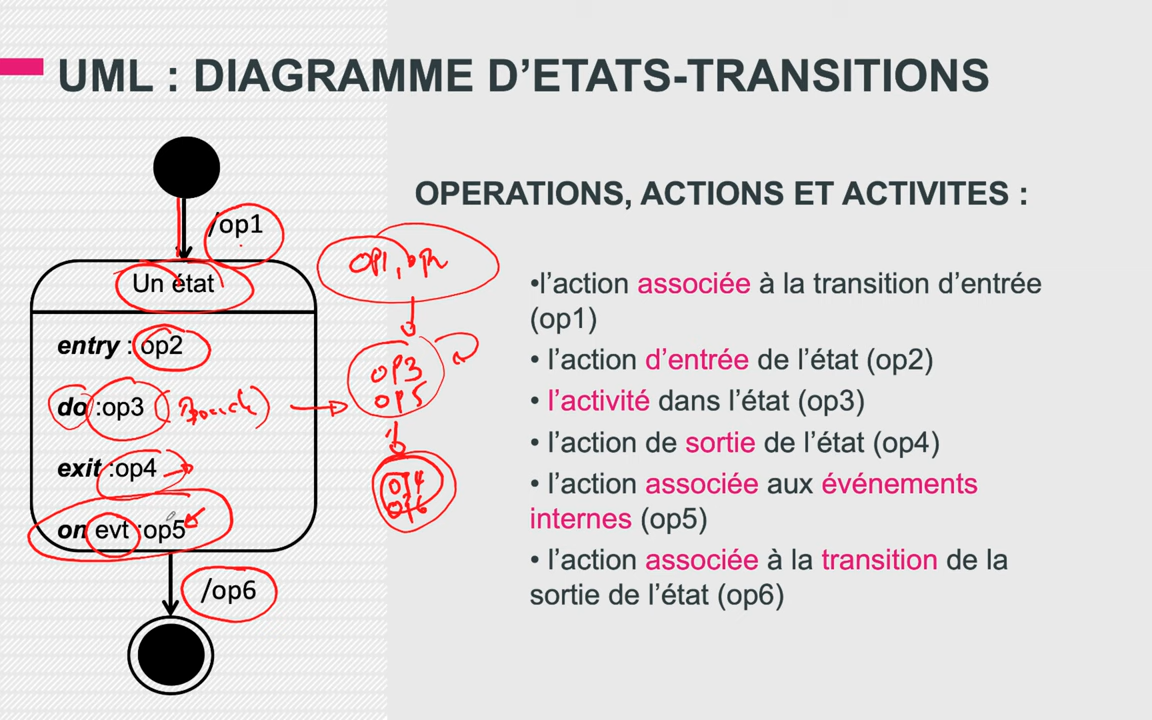 UML : DIAGRAMME D’ETATS-TRANSITIONS
/op1
Un état
entry : op2
do :op3
exit :op4
on evt :op5
/op6
OP1, op2
OP3
OP5
OP4
OP6
OPERATIONS, ACTIONS ET ACTIVITES :
•l’action associée à la transition d’entrée
(op1)
• l’action d’entrée de l’état (op2)
• l’activité dans l’état (op3)
• l’action de sortie de l’état (op4)
• l’action associée aux événements
internes (op5)
• l’action associée à la transition de la
sortie de l’état (op6)